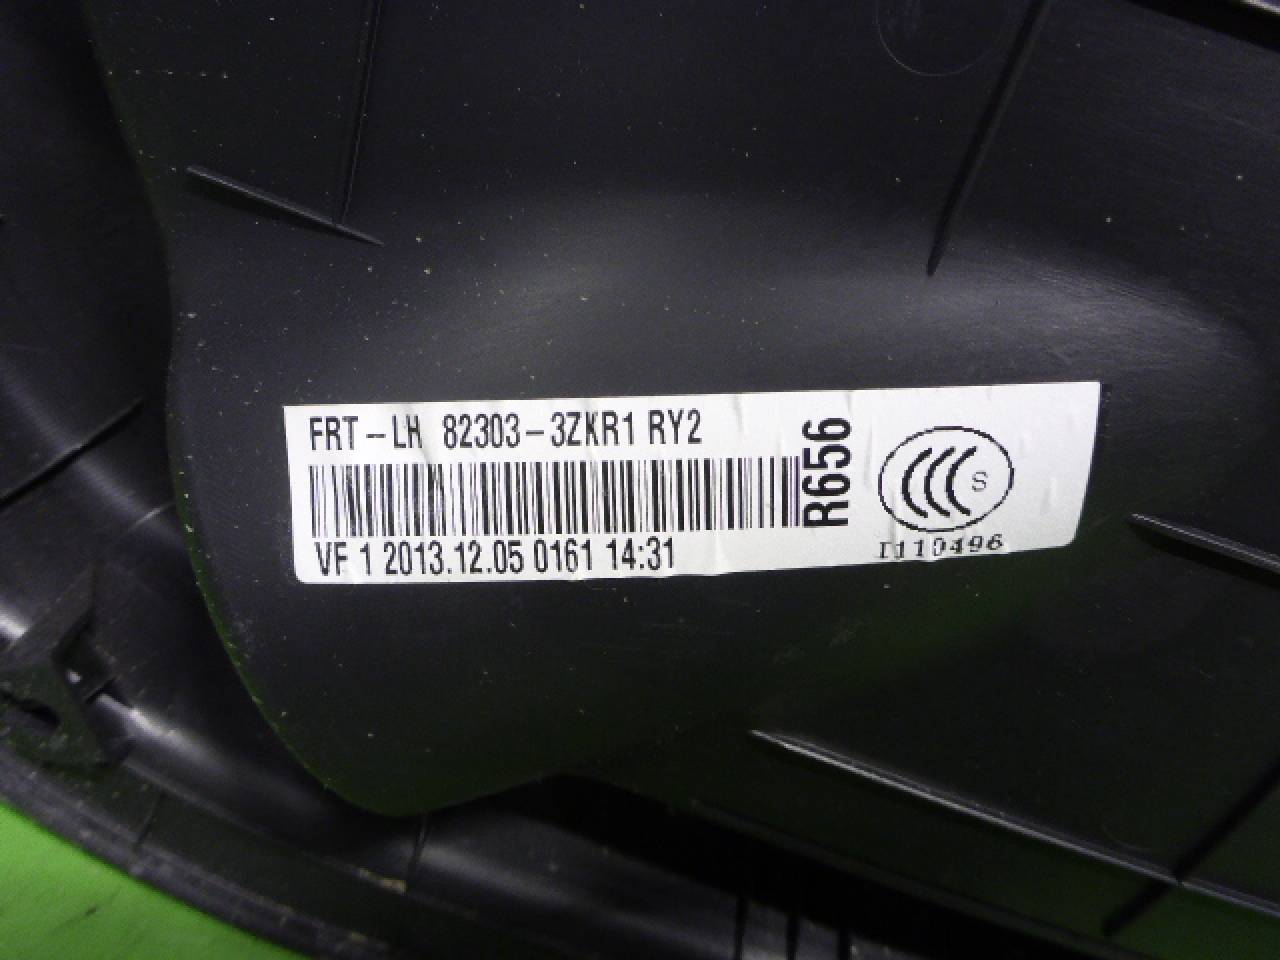 FRT-LH 82303-3ZKR1 RY2
VF 1 2013.12.05 0161 14:31
R656
S
I110496